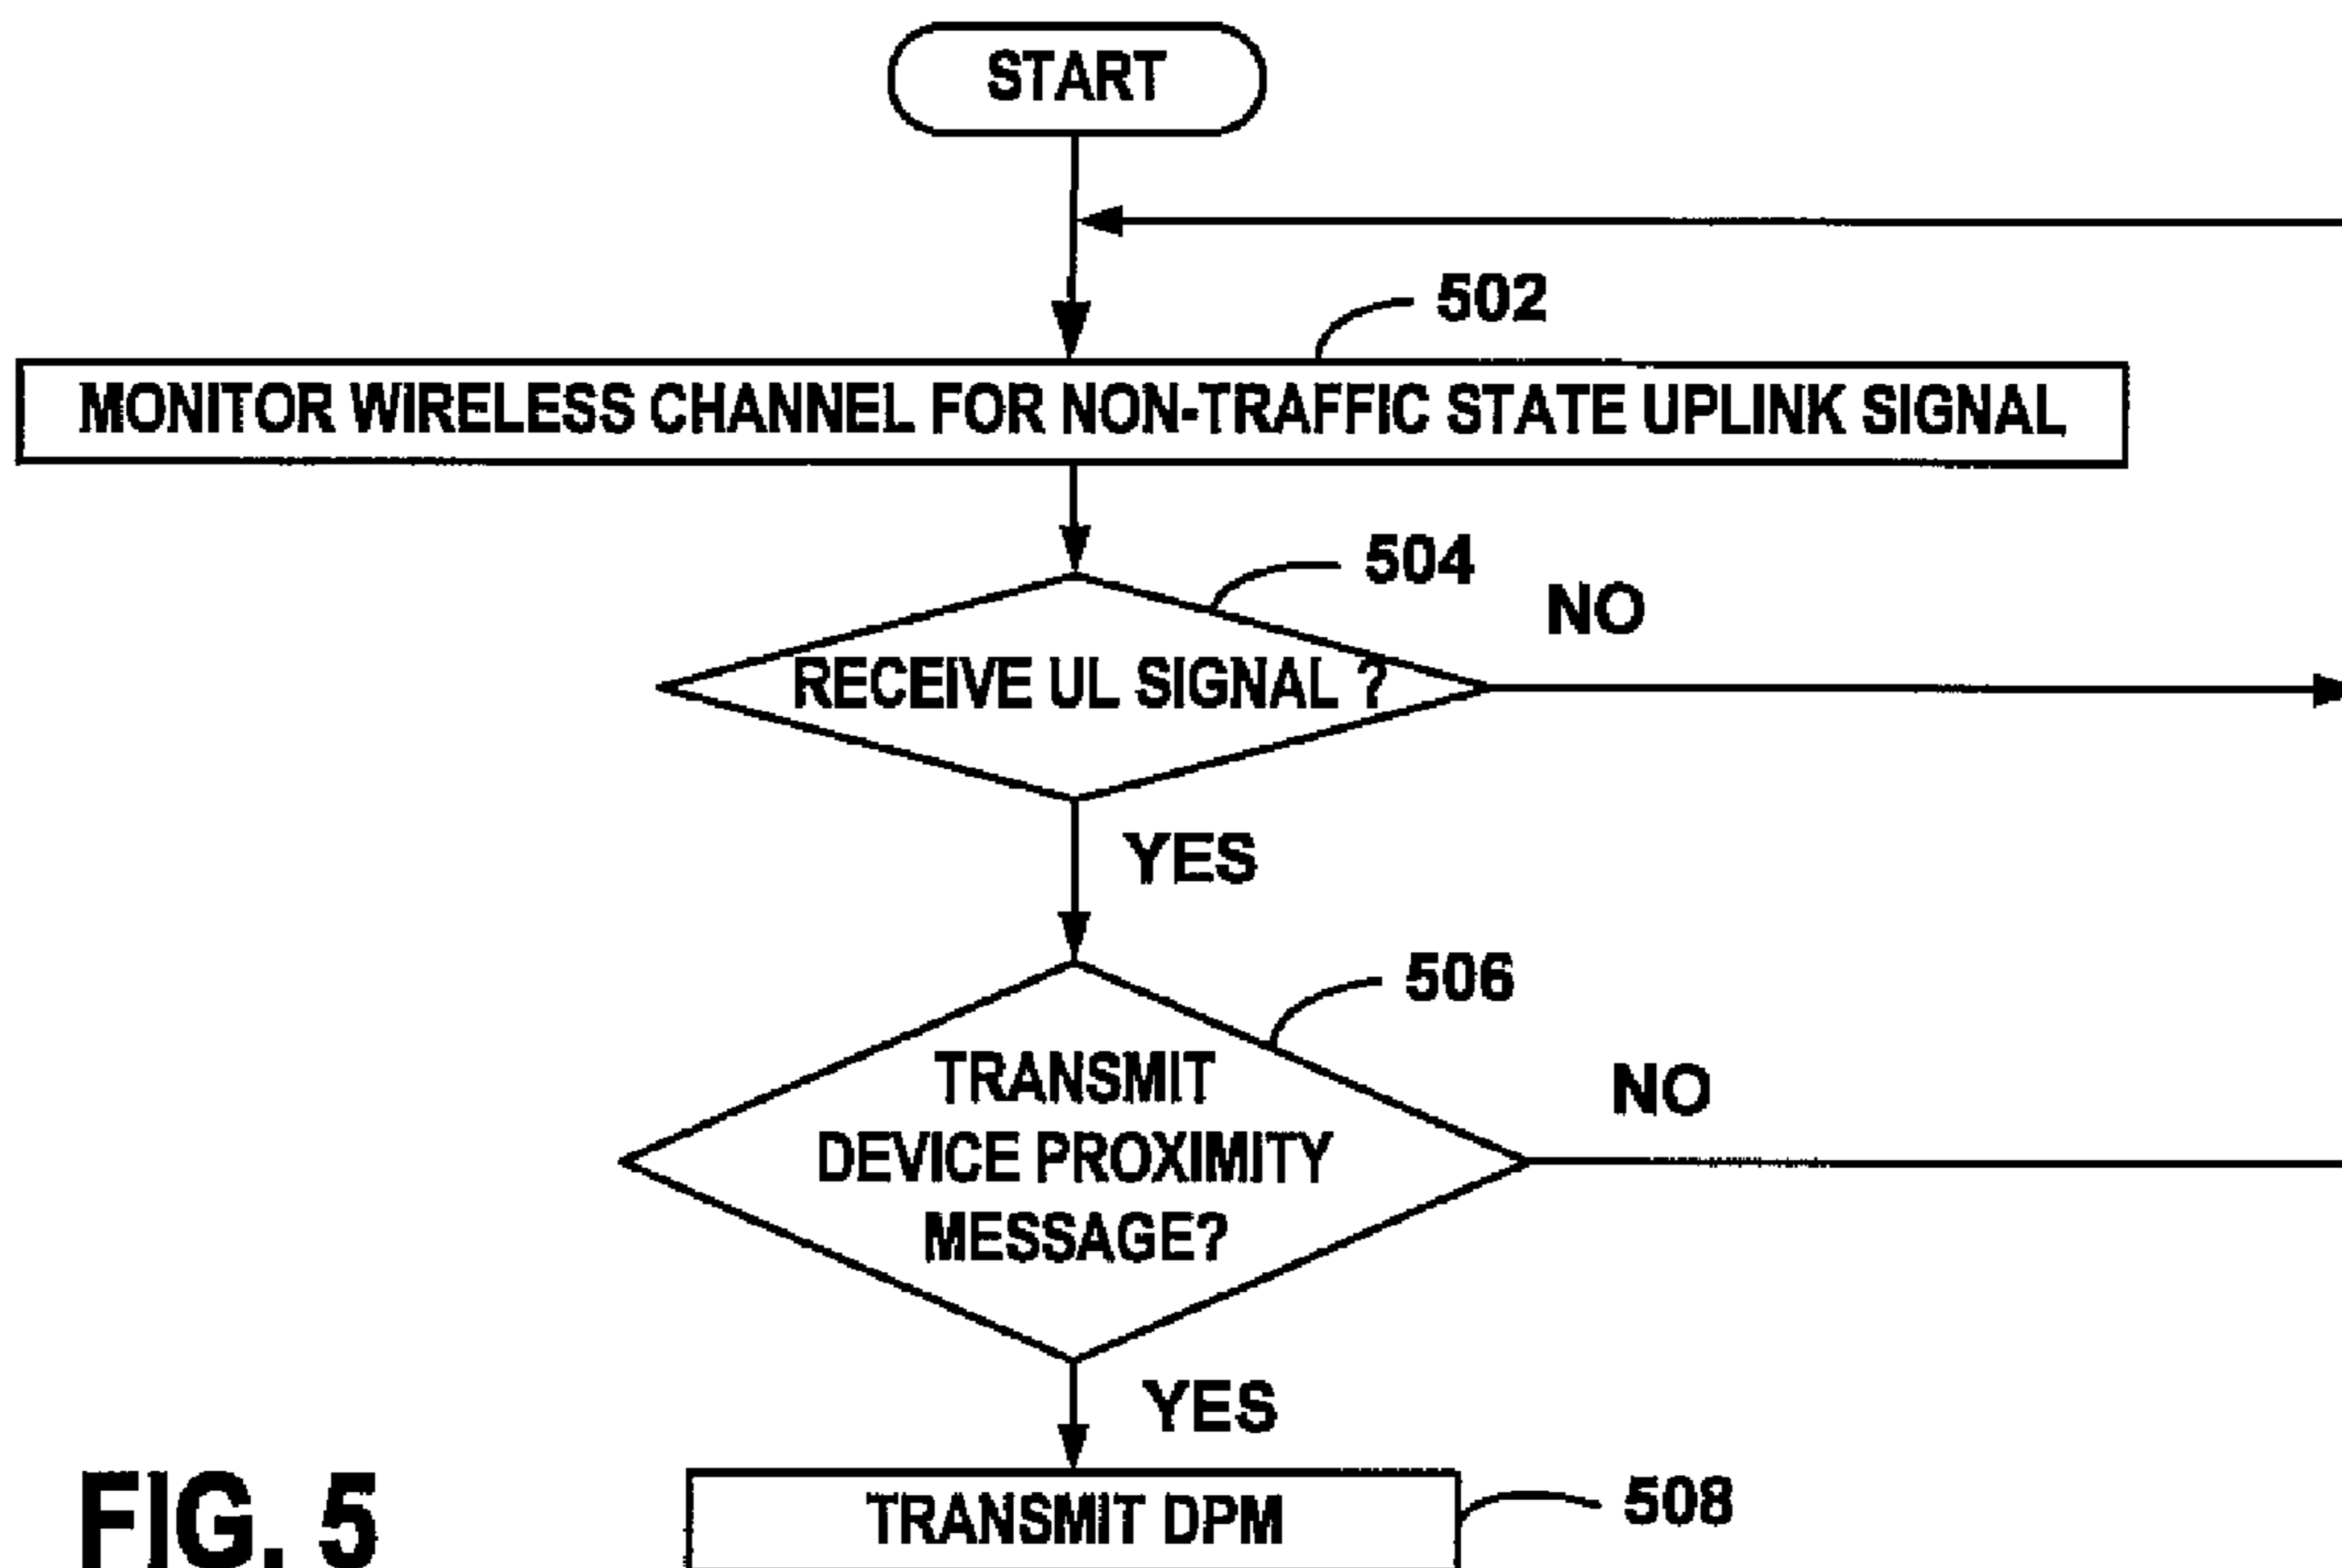 START
502
MONITOR WIRELESS CHANNEL FOR NON-TRAFFIC STATE UPLINK SIGNAL
504
NO
RECEIVE UL SIGNAL ?
YES
506
TRANSMIT
DEVICE PROXIMITY
MESSAGE?
NO
YES
TRANSMIT DPM
508
FIG. 5